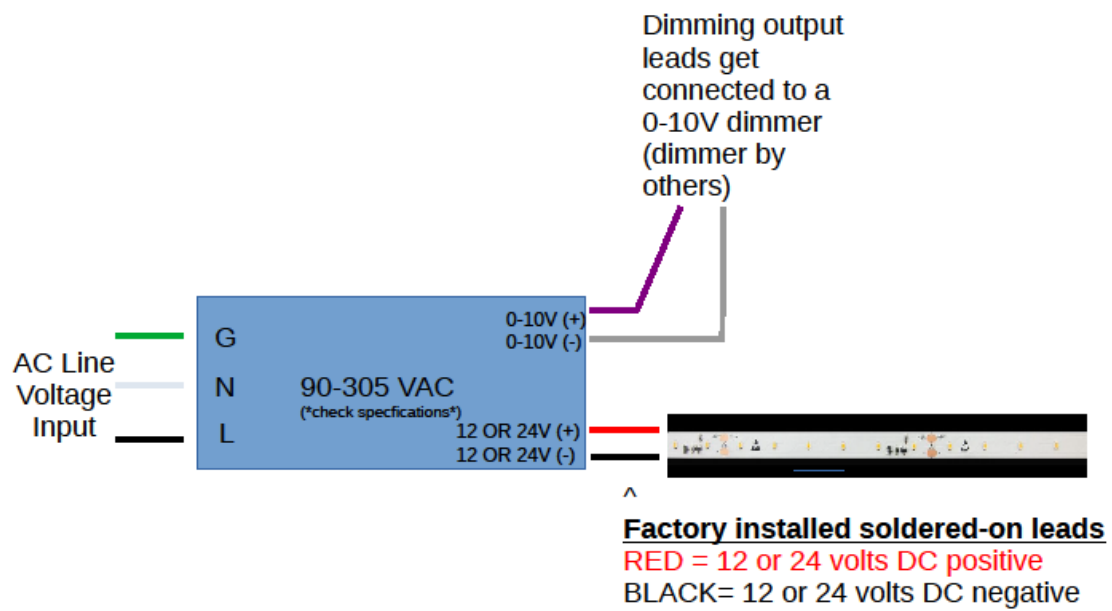 Dimming output
leads get
connected to a
0-10V dimmer
(dimmer by
others)
0-10V (+)
0-10V (-)
G
AC Line
Voltage
Input
N
90-305 VAC
(*check specfications*)
L
12 OR 24V (+)
12 OR 24V (-)
^
Factory installed soldered-on leads
RED = 12 or 24 volts DC positive
BLACK= 12 or 24 volts DC negative